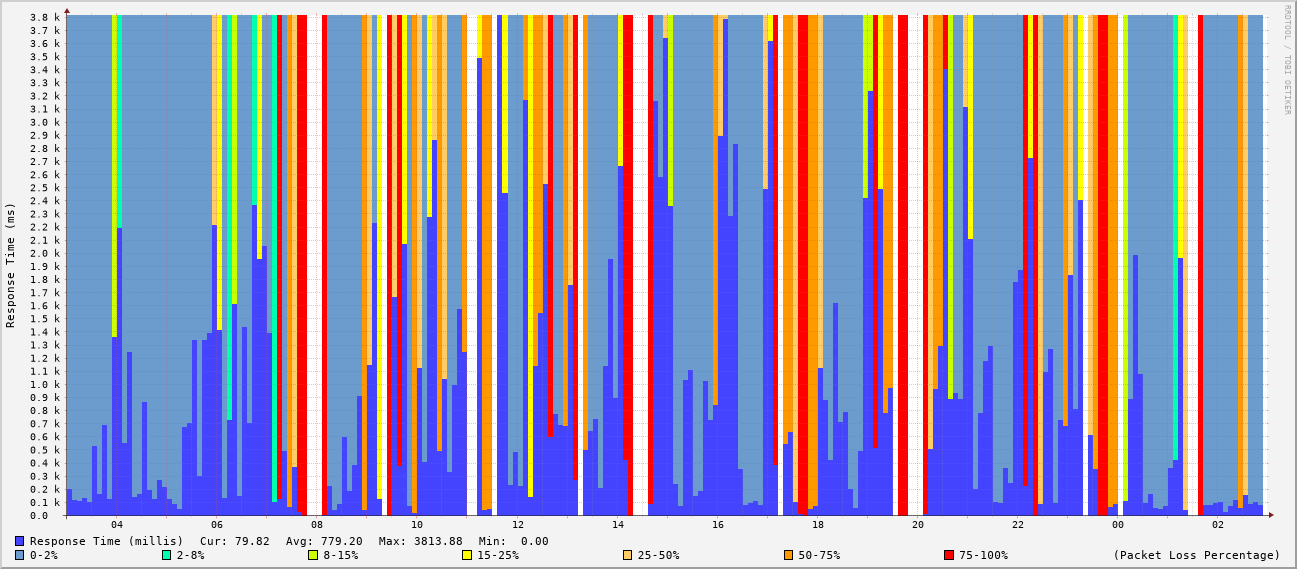 RRDTOOL / TOBI OETIKER
Response Time (ms)
3.8 k
3.7 k
3.6 k
3.5 k
3.4 k
3.3 k
3.2 k
3.1 k
3.0 k
2.9 k
2.8 k
2.7 k
2.6 k
2.5 k
2.4 k
2.3 k
2.2 k
2.1 k
2.0 k
1.9 k
1.8 k
1.7 k
1.6 k
1.5 k
1.4 k
1.3 k
1.2 k
1.1 k
1.0 k
0.9 k
0.8 k
0.7 k
0.6 k
0.5 k
0.4 k
0.3 k
0.2 k
0.1 k
0.0
04 06 08 10 12 14 16 18 20 22 00 02
Response Time (millis) Cur: 79.82 Avg: 779.20 Max: 3813.88 Min: 0.00
0-2% 2-8% 8-15% 15-25% 25-50% 50-75% 75-100% (Packet Loss Percentage)